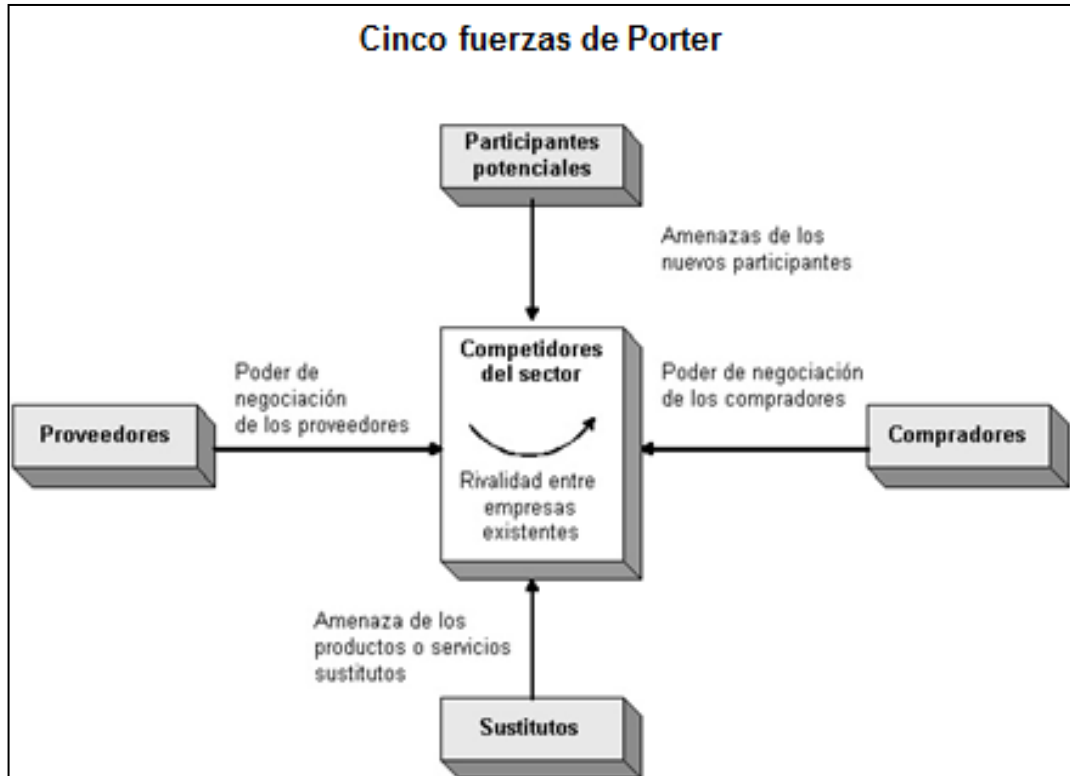 Cinco fuerzas de Porter
Participantes
potenciales
Amenazas de los
nuevos participantes
Competidores
del sector
Poder de
negociación
de los proveedores
Poder de negociación
de los compradores
Proveedores
Compradores
Rivalidad entre
empresas
existentes
Amenaza de los
productos o servicios
sustitutos
Sustitutos